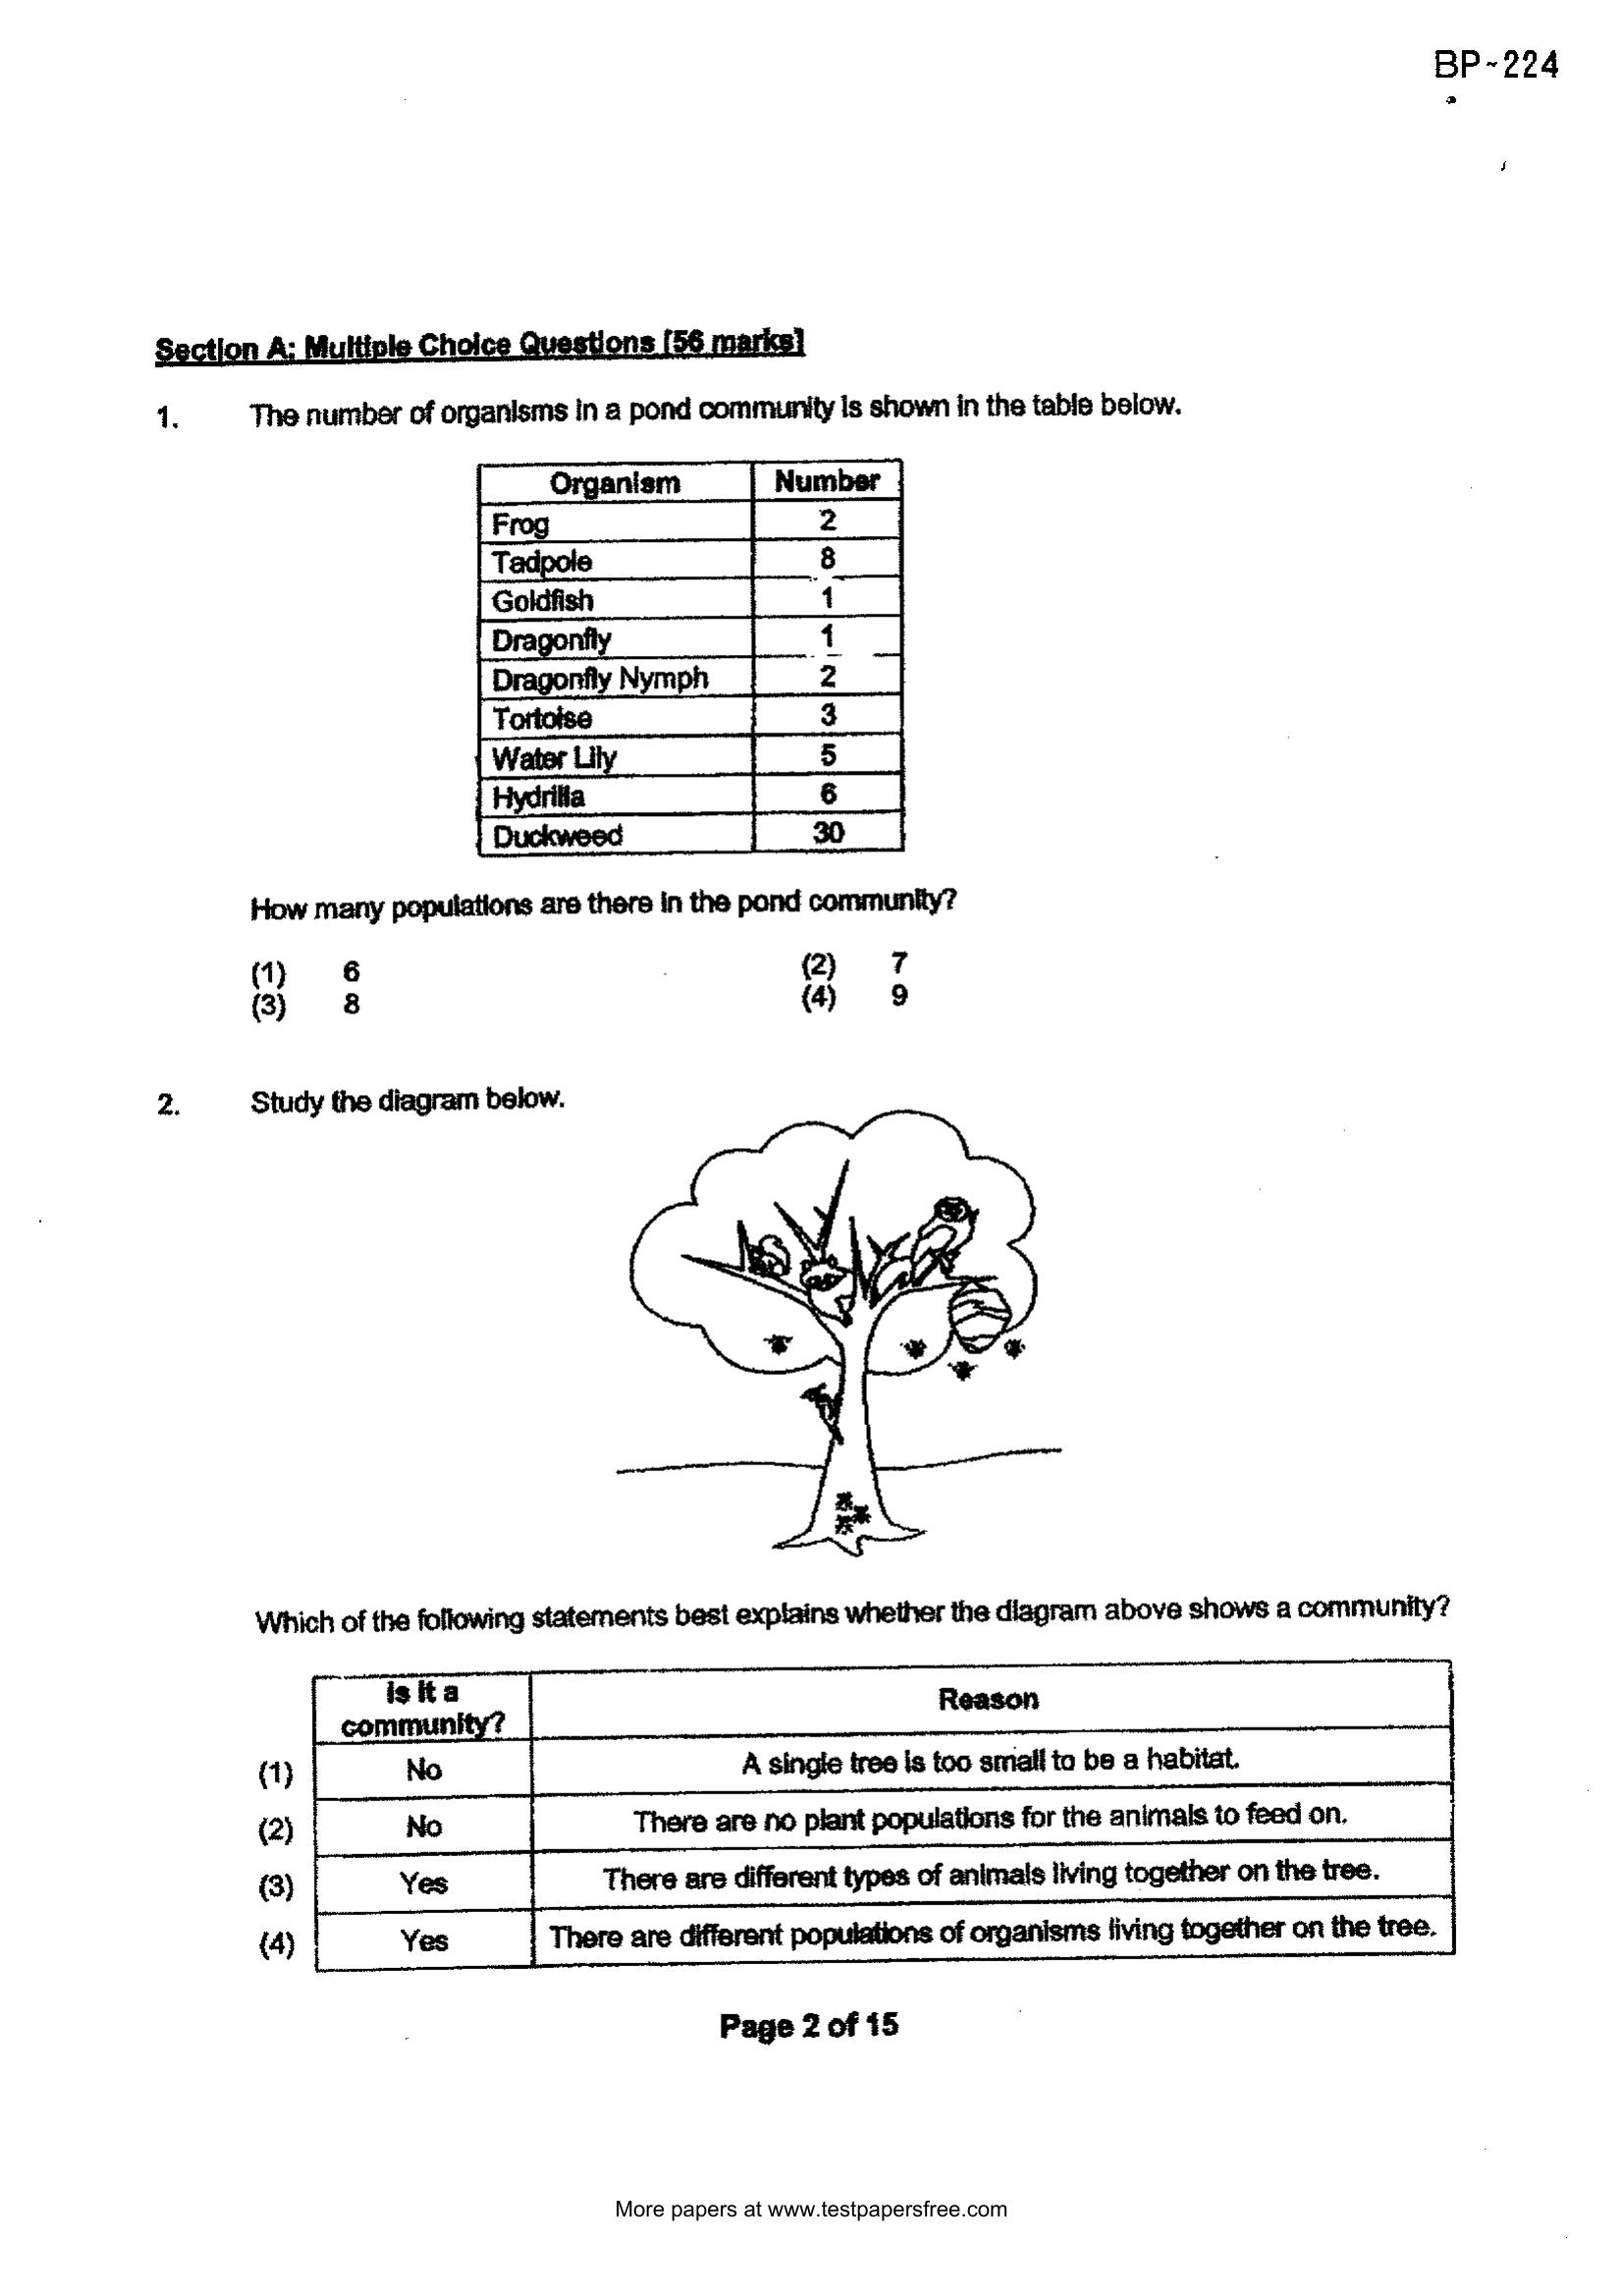 BP-224
Section A: Multiple Choice Questions [56 marks]
1. The number of organisms in a pond community is shown in the table below.
Organism Number
Frog 2
Tadpole 8
Goldfish 1
Dragonfly 1
Dragonfly Nymph 2
Tortoise 3
Water Lily 5
Hydrilla 6
Duckweed 30
How many populations are there in the pond community?
(1) 6 (2) 7
(3) 8 (4) 9
2. Study the diagram below.
Which of the following statements best explains whether the diagram above shows a community?
Is it a
community? Reason
(1) No A single tree is too small to be a habitat.
(2) No There are no plant populations for the animals to feed on.
(3) Yes There are different types of animals living together on the tree.
(4) Yes There are different populations of organisms living together on the tree.
Page 2 of 15
More papers at www.testpapersfree.com